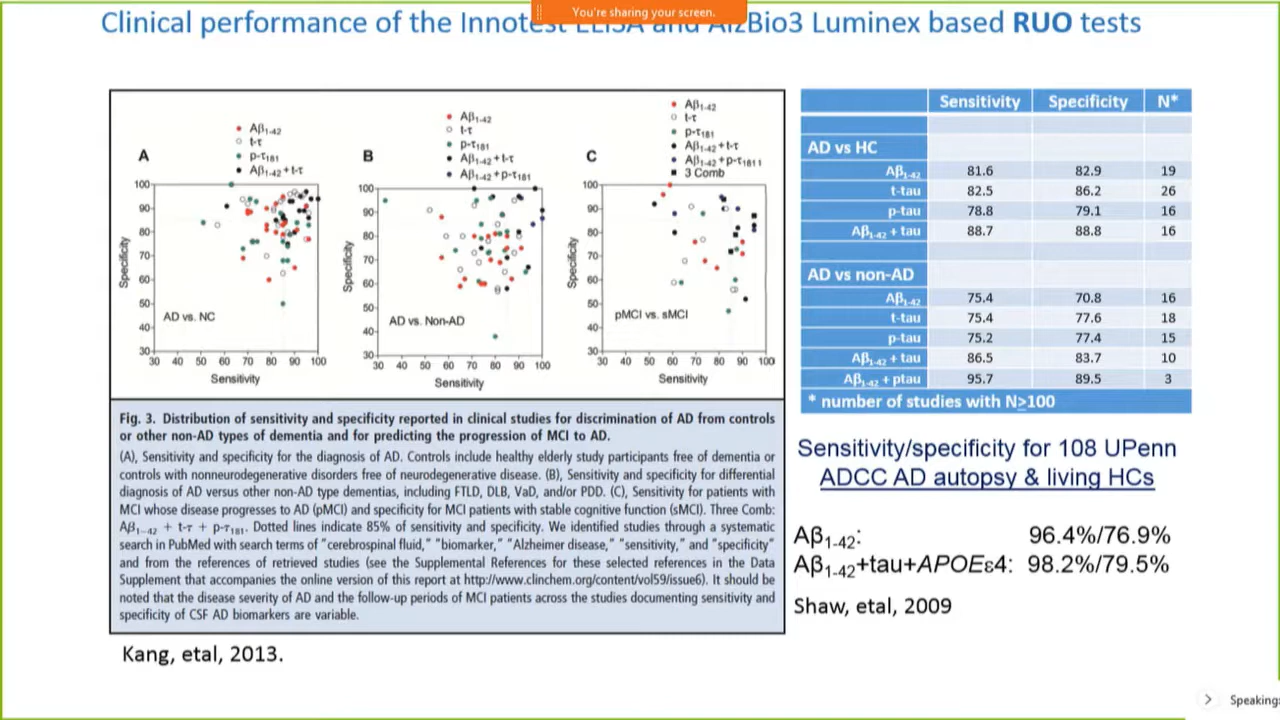 You're sharing your screen.
Clinical performance of the Innotest ELISA and AlzBio3 Luminex based RUO tests
A
Aβ1-42
t-τ
p-τ181
Aβ1-42 + t-τ
100
90
80
70
60
50
40
30
Specificity
AD vs. NC
30 40 50 60 70 80 90 100
Sensitivity
B
Aβ1-42
t-τ
p-τ181
Aβ1-42 + t-τ
Aβ1-42 + p-τ181
100
90
80
70
60
50
40
30
Specificity
AD vs. Non-AD
30 40 50 60 70 80 90 100
Sensitivity
C
Aβ1-42
t-τ
p-τ181
Aβ1-42 + t-τ
Aβ1-42 + p-τ1811
3 Comb
100
90
80
70
60
50
40
30
Specificity
pMCI vs. sMCI
30 40 50 60 70 80 90 100
Sensitivity
Fig. 3. Distribution of sensitivity and specificity reported in clinical studies for discrimination of AD from controls
or other non-AD types of dementia and for predicting the progression of MCI to AD.
(A), Sensitivity and specificity for the diagnosis of AD. Controls include healthy elderly study participants free of dementia or
controls with nonneurodegenerative disorders free of neurodegenerative disease. (B), Sensitivity and specificity for differential
diagnosis of AD versus other non-AD type dementias, including FTLD, DLB, VaD, and/or PDD. (C), Sensitivity for patients with
MCI whose disease progresses to AD (pMCI) and specificity for MCI patients with stable cognitive function (sMCI). Three Comb:
Aβ1-42 + t-τ + p-τ181. Dotted lines indicate 85% of sensitivity and specificity. We identified studies through a systematic
search in PubMed with search terms of "cerebrospinal fluid," "biomarker," "Alzheimer disease," "sensitivity," and "specificity"
and from the references of retrieved studies (see the Supplemental References for these selected references in the Data
Supplement that accompanies the online version of this report at http://www.clinchem.org/content/vol59/issue6). It should be
noted that the disease severity of AD and the follow-up periods of MCI patients across the studies documenting sensitivity and
specificity of CSF AD biomarkers are variable.
Kang, etal, 2013.
Sensitivity Specificity N*
AD vs HC
Aβ1-42 81.6 82.9 19
t-tau 82.5 86.2 26
p-tau 78.8 79.1 16
Aβ1-42 + tau 88.7 88.8 16
AD vs non-AD
Aβ1-42 75.4 70.8 16
t-tau 75.4 77.6 18
p-tau 75.2 77.4 15
Aβ1-42 + tau 86.5 83.7 10
Aβ1-42 + ptau 95.7 89.5 3
* number of studies with N≥100
Sensitivity/specificity for 108 UPenn
ADCC AD autopsy & living HCs
Aβ1-42: 96.4%/76.9%
Aβ1-42+tau+APOEε4: 98.2%/79.5%
Shaw, etal, 2009
Speaking: